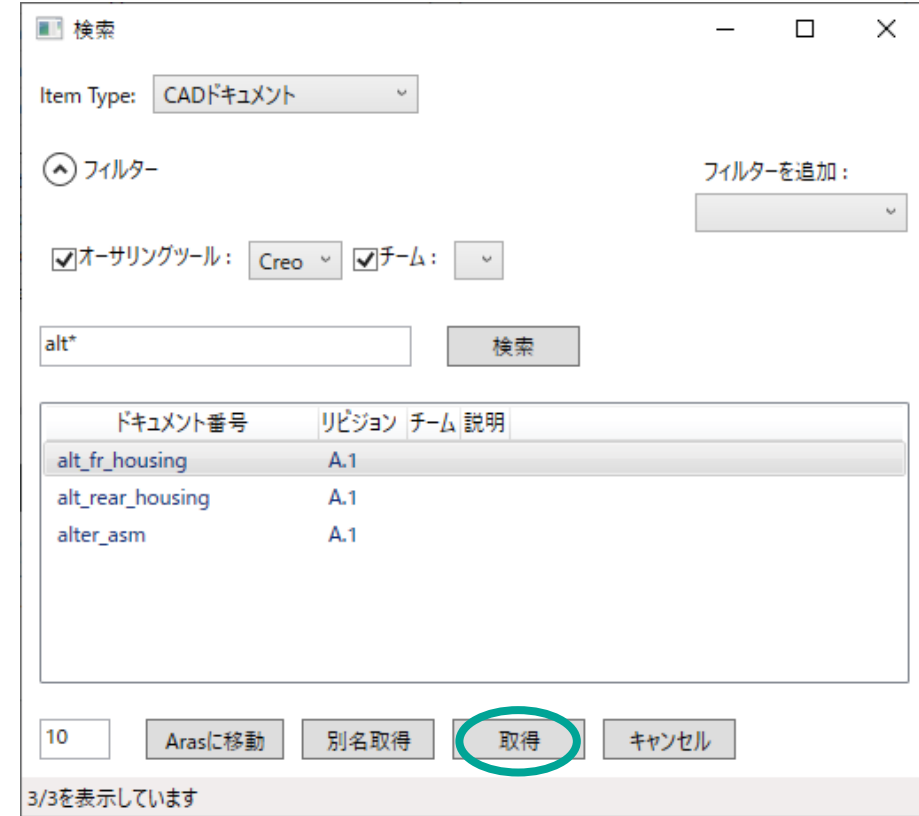 検索
Item Type: CADドキュメント
フィルター
フィルターを追加 :
オーサリングツール : Creo チーム :
alt* 検索
ドキュメント番号 リビジョン チーム 説明
alt_fr_housing A.1
alt_rear_housing A.1
alter_asm A.1
10 Arasに移動 別名取得 取得 キャンセル
3/3を表示しています